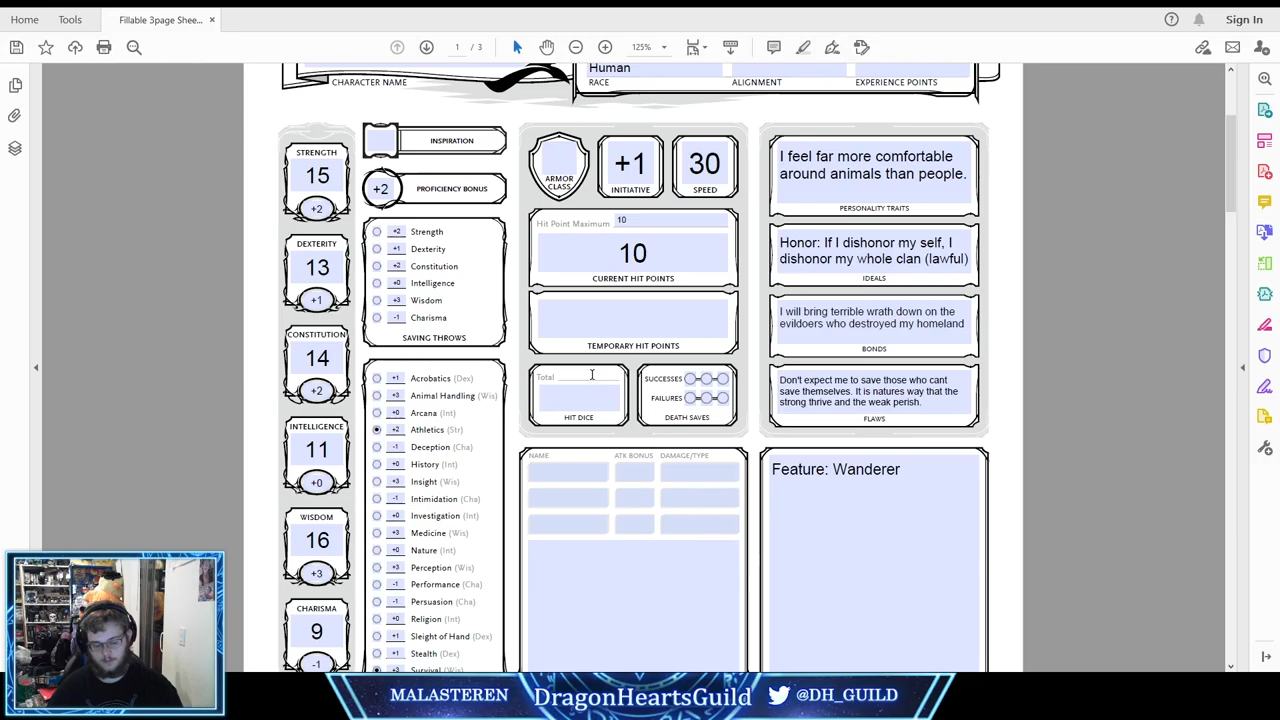 Home
Tools
Fillable 3page Shee...
×
Sign In
1 / 3
125%
Human
CHARACTER NAME
RACE
ALIGNMENT
EXPERIENCE POINTS
STRENGTH
15
+2
DEXTERITY
13
+1
CONSTITUTION
14
+2
INTELLIGENCE
11
+0
WISDOM
16
+3
CHARISMA
9
-1
INSPIRATION
+2 PROFICIENCY BONUS
+2 Strength
+1 Dexterity
+2 Constitution
+0 Intelligence
+3 Wisdom
-1 Charisma
SAVING THROWS
+1 Acrobatics (Dex)
+3 Animal Handling (Wis)
+0 Arcana (Int)
+2 Athletics (Str)
-1 Deception (Cha)
+0 History (Int)
+3 Insight (Wis)
-1 Intimidation (Cha)
+0 Investigation (Int)
+3 Medicine (Wis)
+0 Nature (Int)
+3 Perception (Wis)
-1 Performance (Cha)
-1 Persuasion (Cha)
+0 Religion (Int)
+1 Sleight of Hand (Dex)
+1 Stealth (Dex)
+3 Survival (Wis)
ARMOR
CLASS
+1
INITIATIVE
30
SPEED
Hit Point Maximum 10
10
CURRENT HIT POINTS
TEMPORARY HIT POINTS
Total
HIT DICE
SUCCESSES
FAILURES
DEATH SAVES
NAME
ATK BONUS
DAMAGE/TYPE
I feel far more comfortable
around animals than people.
PERSONALITY TRAITS
Honor: If I dishonor my self, I
dishonor my whole clan (lawful)
IDEALS
I will bring terrible wrath down on the
evildoers who destroyed my homeland
BONDS
Don't expect me to save those who cant
save themselves. It is natures way that the
strong thrive and the weak perish.
FLAWS
Feature: Wanderer
MALASTEREN
DragonHeartsGuild
@DH_GUILD